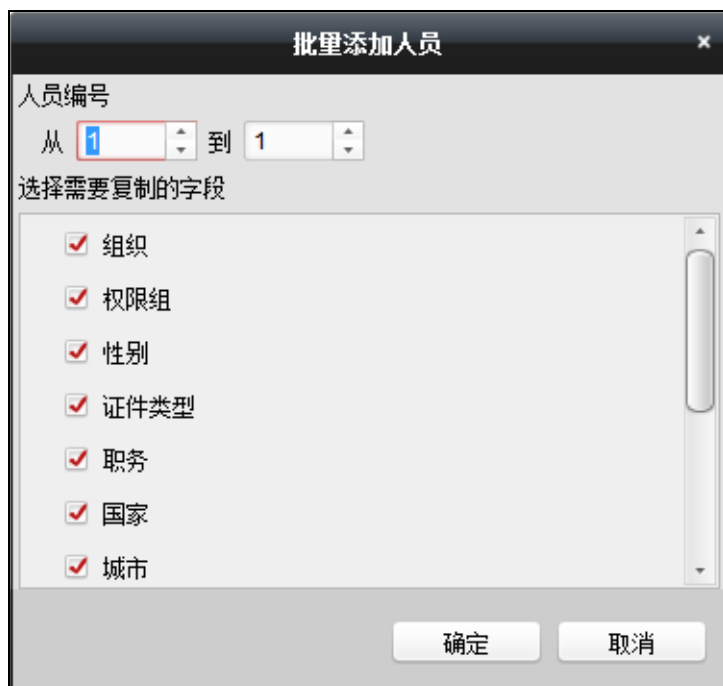 批量添加人员 ×
人员编号
从 1 到 1
选择需要复制的字段
组织
权限组
性别
证件类型
职务
国家
城市
确定 取消